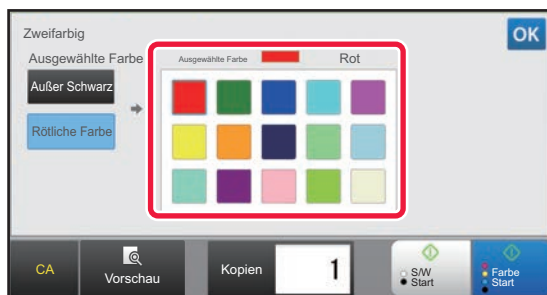 Zweifarbig
OK
Ausgewählte Farbe
Ausgewählte Farbe
Rot
Außer Schwarz
Rötliche Farbe
CA
Vorschau
Kopien
1
S/W
Start
Farbe
Start